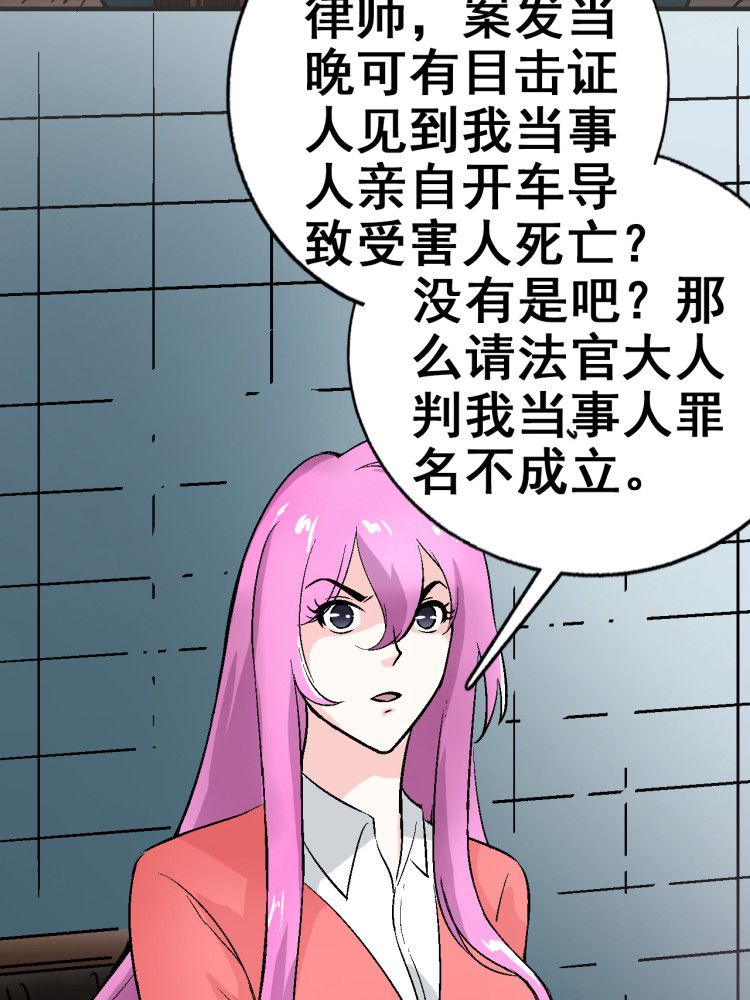 律师，案发当
晚可有目击证
人见到我当事
人亲自开车导
致受害人死亡？
没有是吧？那
么请法官大人
判我当事人罪
名不成立。